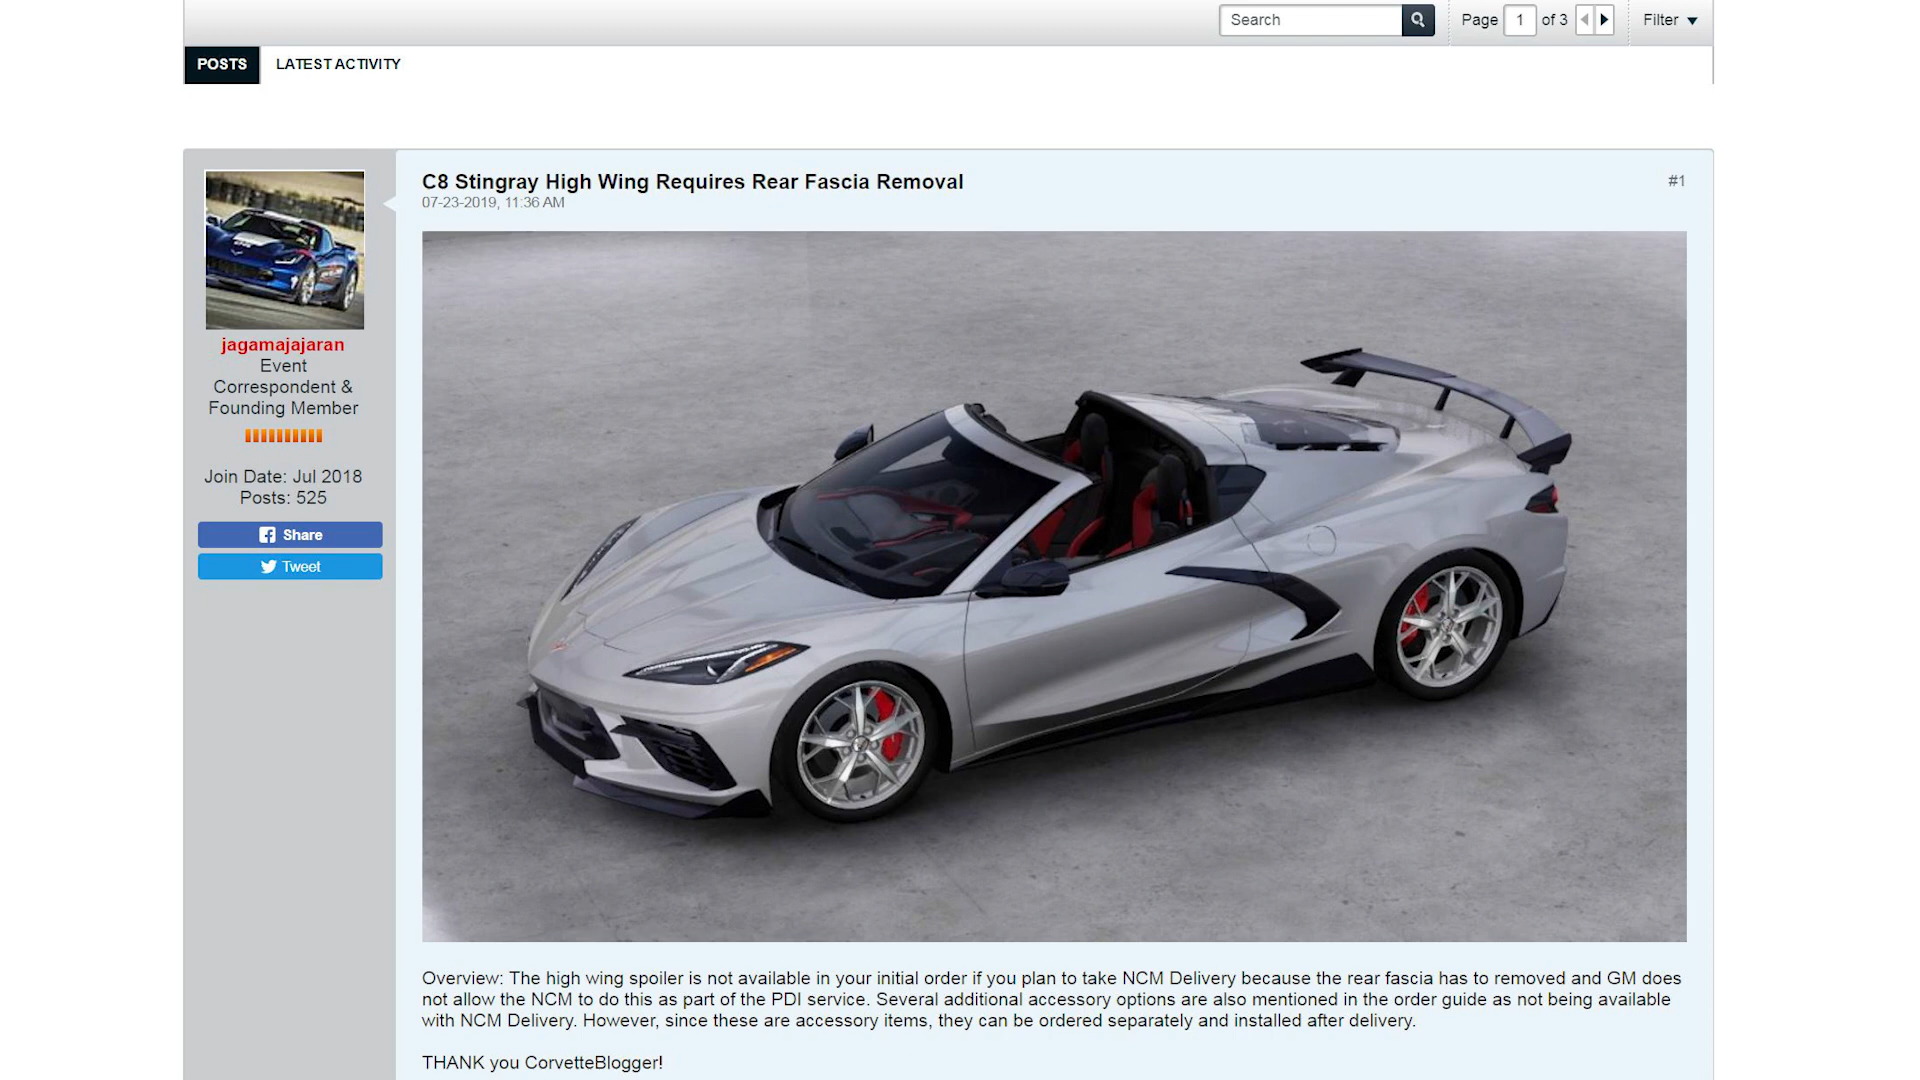 Search
Page 1 of 3
Filter
POSTS
LATEST ACTIVITY
C8 Stingray High Wing Requires Rear Fascia Removal
#1
07-23-2019, 11:36 AM
jagamajajaran
Event
Correspondent &
Founding Member
Join Date: Jul 2018
Posts: 525
Share
Tweet
Overview: The high wing spoiler is not available in your initial order if you plan to take NCM Delivery because the rear fascia has to removed and GM does
not allow the NCM to do this as part of the PDI service. Several additional accessory options are also mentioned in the order guide as not being available
with NCM Delivery. However, since these are accessory items, they can be ordered separately and installed after delivery.
THANK you CorvetteBlogger!